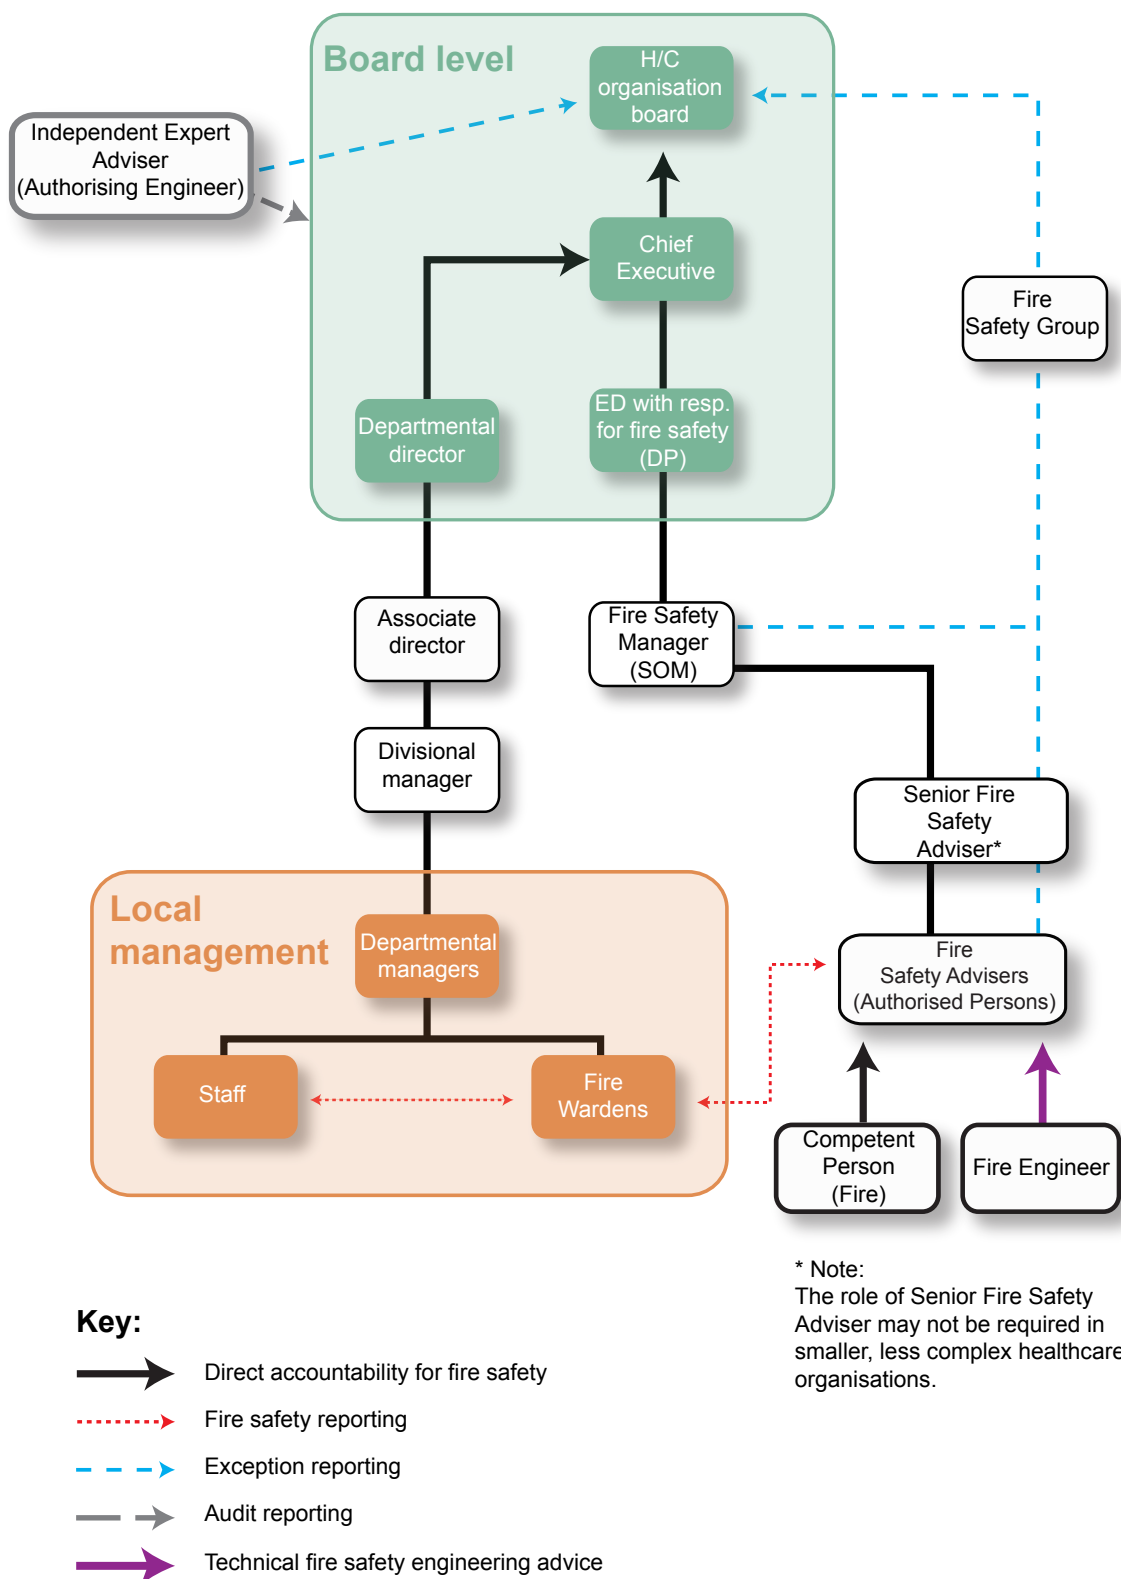 Board level
H/C
organisation
board
Independent Expert
Adviser
(Authorising Engineer)
Chief
Executive
Fire
Safety Group
Departmental
director
ED with resp.
for fire safety
(DP)
Associate
director
Fire Safety
Manager
(SOM)
Divisional
manager
Senior Fire
Safety
Adviser*
Local
management
Departmental
managers
Fire
Safety Advisers
(Authorised Persons)
Staff
Fire
Wardens
Competent
Person
(Fire)
Fire Engineer
* Note:
The role of Senior Fire Safety
Adviser may not be required in
smaller, less complex healthcare
organisations.
Key:
Direct accountability for fire safety
Fire safety reporting
Exception reporting
Audit reporting
Technical fire safety engineering advice